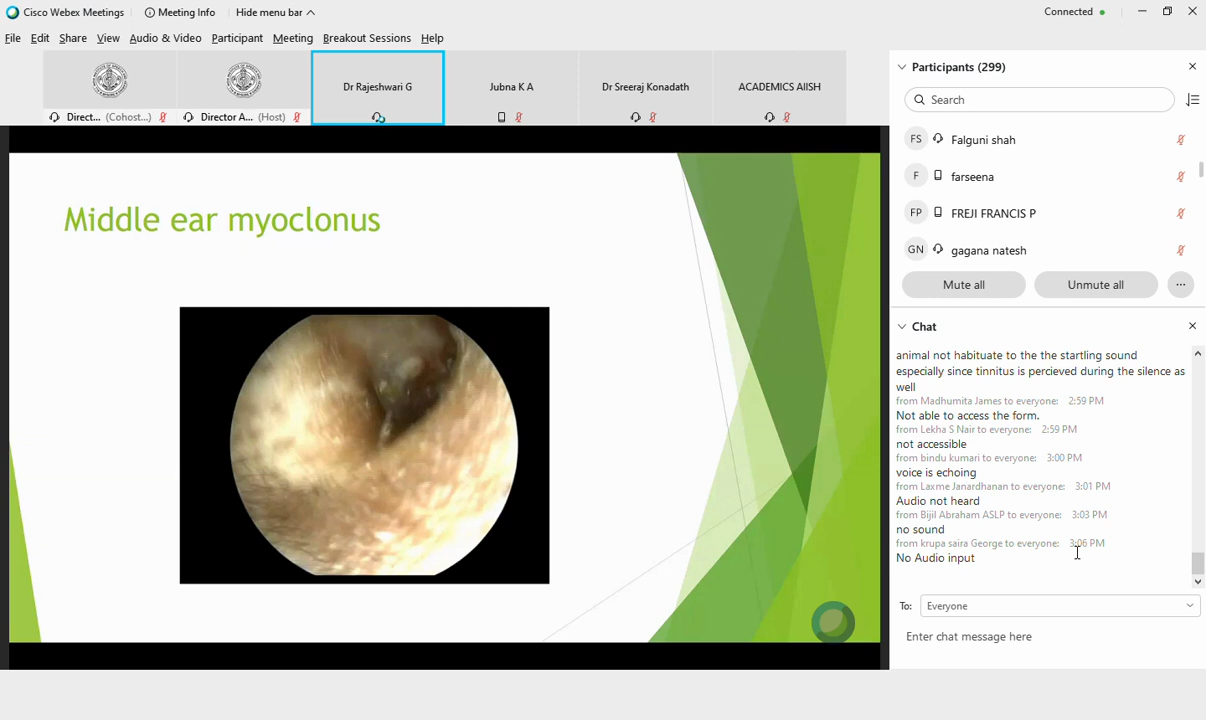 Cisco Webex Meetings Meeting Info Hide menu bar Connected
File Edit Share View Audio & Video Participant Meeting Breakout Sessions Help
Dr Rajeshwari G Jubna K A Dr Sreeraj Konadath ACADEMICS AIISH
Direct... (Cohost...) Director A... (Host)
Middle ear myoclonus
Participants (299)
Search
FS Falguni shah
F farseena
FP FREJI FRANCIS P
GN gagana natesh
Mute all Unmute all ...
Chat
animal not habituate to the the startling sound
especially since tinnitus is percieved during the silence as
well
from Madhumita James to everyone: 2:59 PM
Not able to access the form.
from Lekha S Nair to everyone: 2:59 PM
not accessible
from bindu kumari to everyone: 3:00 PM
voice is echoing
from Laxme Janardhanan to everyone: 3:01 PM
Audio not heard
from Bijil Abraham ASLP to everyone: 3:03 PM
no sound
from krupa saira George to everyone: 3:06 PM
No Audio input
To: Everyone
Enter chat message here